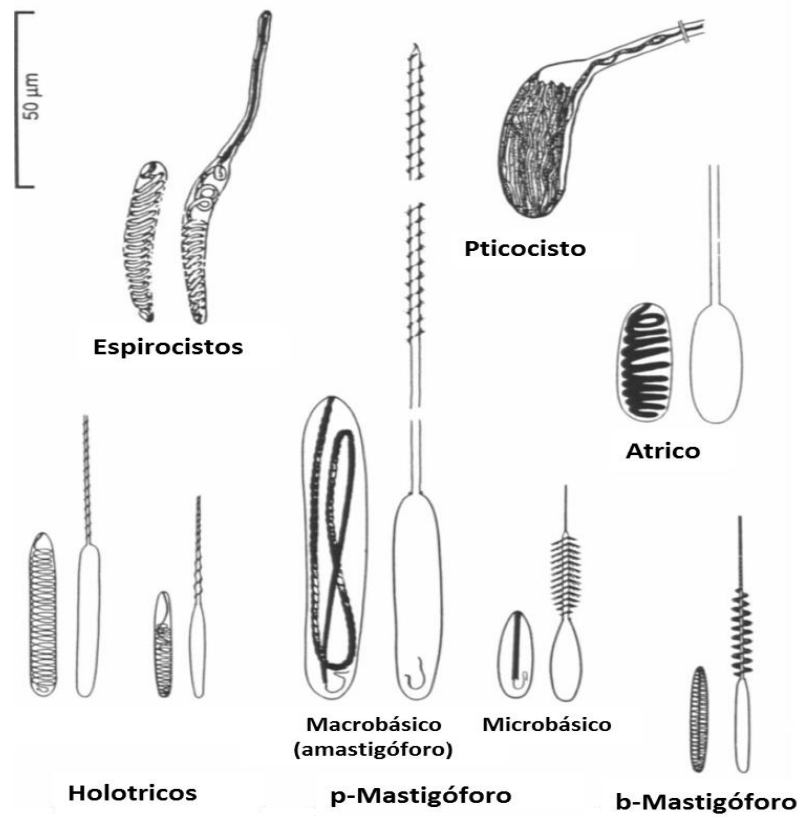 50 µm
Pticocisto
Espirocistos
Atrico
Macrobásico
(amastigóforo)
Microbásico
Holotricos
p-Mastigóforo
b-Mastigóforo